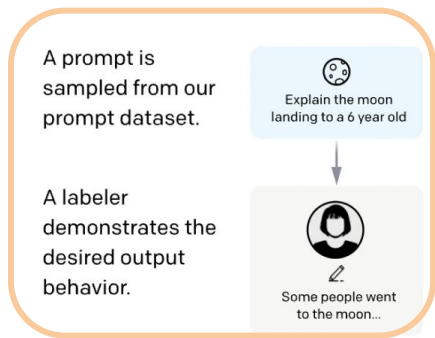 A prompt is
sampled from our
prompt dataset.
Explain the moon
landing to a 6 year old
A labeler
demonstrates the
desired output
behavior.
Some people went
to the moon...